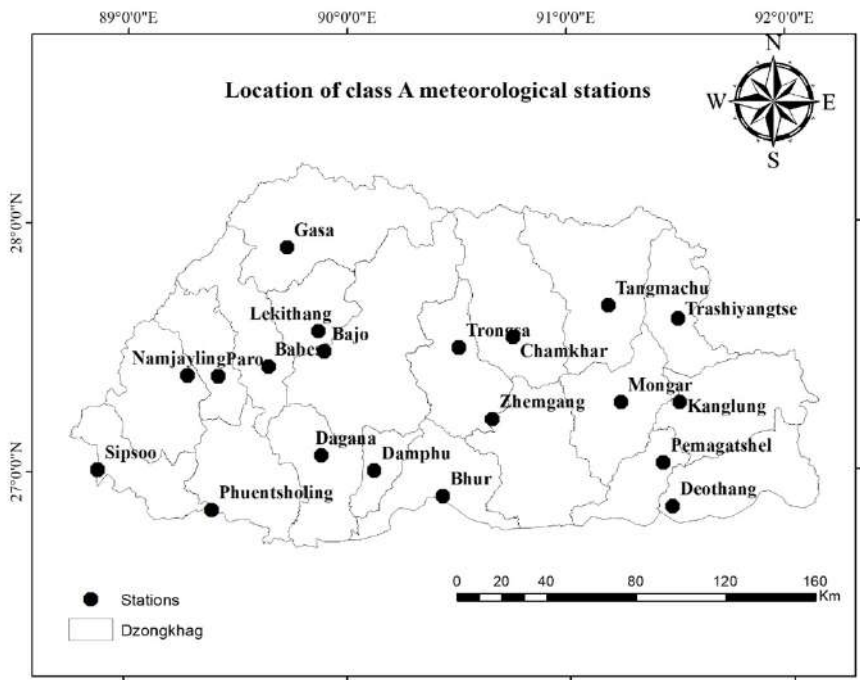 89°0'0"E 90°0'0"E 91°0'0"E 92°0'0"E
Location of class A meteorological stations
N
W E
S
28°0'0"N
27°0'0"N
Gasa
Tangmachu
Lekithang
Trashiyangtse
Bajo
Trongsa
Chamkhar
Namjayling Paro Babesa
Mongar
Zhemgang
Kanglung
Dagana
Damphu
Pemagatshel
Sipsoo
Bhur
Deothang
Phuentsholing
0 20 40 80 120 160
Km
Stations
Dzongkhag